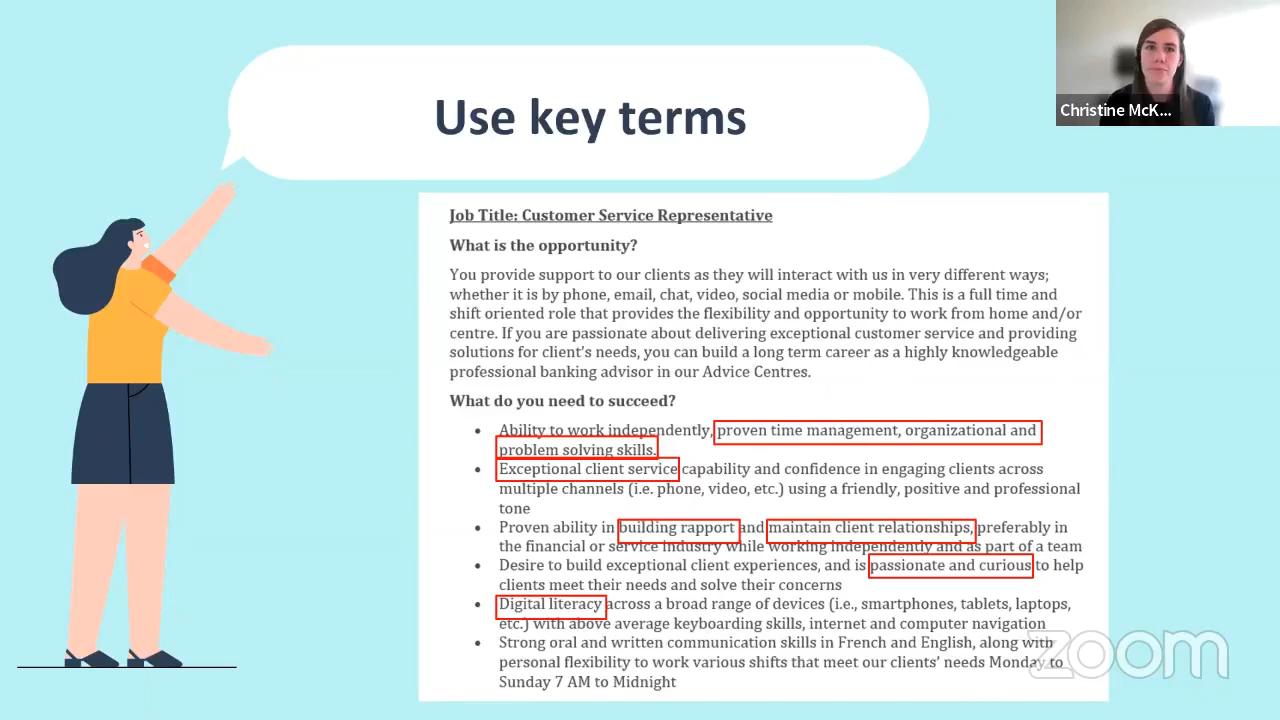 Use key terms
Christine McK...
Job Title: Customer Service Representative
What is the opportunity?
You provide support to our clients as they will interact with us in very different ways;
whether it is by phone, email, chat, video, social media or mobile. This is a full time and
shift oriented role that provides the flexibility and opportunity to work from home and/or
centre. If you are passionate about delivering exceptional customer service and providing
solutions for client's needs, you can build a long term career as a highly knowledgeable
professional banking advisor in our Advice Centres.
What do you need to succeed?
• Ability to work independently, proven time management, organizational and
problem solving skills.
• Exceptional client service capability and confidence in engaging clients across
multiple channels (i.e. phone, video, etc.) using a friendly, positive and professional
tone
• Proven ability in building rapport and maintain client relationships, preferably in
the financial or service industry while working independently and as part of a team
• Desire to build exceptional client experiences, and is passionate and curious to help
clients meet their needs and solve their concerns
• Digital literacy across a broad range of devices (i.e., smartphones, tablets, laptops,
etc.) with above average keyboarding skills, internet and computer navigation
• Strong oral and written communication skills in French and English, along with
personal flexibility to work various shifts that meet our clients' needs Monday to
Sunday 7 AM to Midnight
zoom